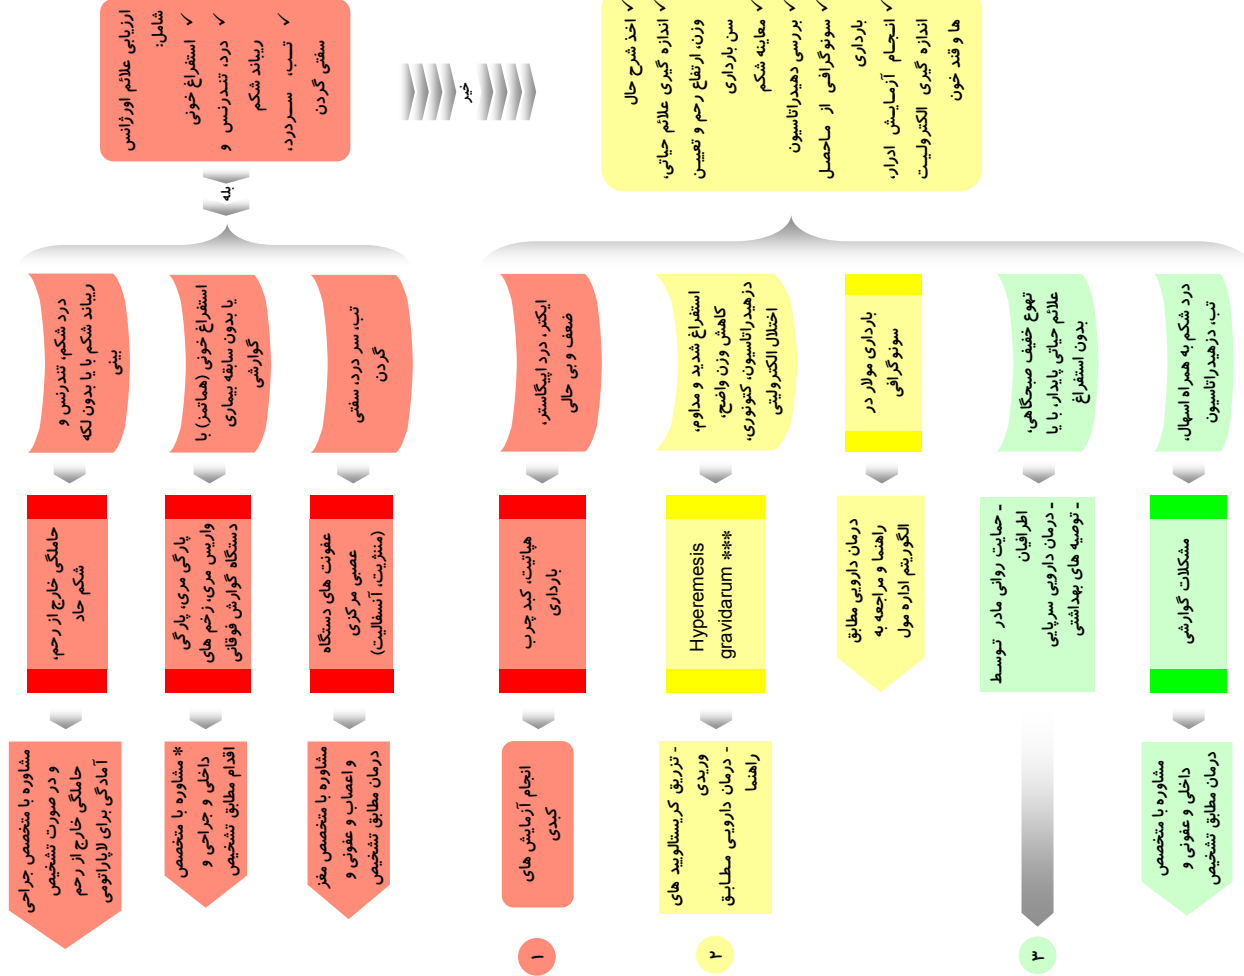 ارزیابی علائم اورژانس
شامل:
✓ استفراغ خونی
✓ درد، تندرنس و
ریباند شکم
✓ تب، سردرد،
سفتی گردن
بله
خیر
✓ اخذ شرح حال
✓ اندازه گیری علائم حیاتی،
وزن، ارتفاع رحم و تعیین
سن بارداری
✓ معاینه شکم
✓ بررسی دهیدراتاسیون
✓ سونوگرافی از ماحصل
بارداری
✓ انجام آزمایش ادرار،
اندازه گیری الکترولیت
ها و قند خون
درد شکم، تندرنس و
ریباند شکم با یا بدون لکه
بینی
استفراغ خونی (هماتمز) با
یا بدون سابقه بیماری
گوارشی
تب، سر درد، سفتی
گردن
ایکتر، درد اپیگاستر،
ضعف و بی حالی
استفراغ شدید و مداوم،
کاهش وزن واضح،
دزهیدراتاسیون، کتونوری،
اختلال الکترولیتی
بارداری مولار در
سونوگرافی
تهوع خفیف صبحگاهی،
علائم حیاتی پایدار، با یا
بدون استفراغ
درد شکم به همراه اسهال،
تب، دزهیدراتاسیون
حاملگی خارج از رحم،
شکم حاد
پارگی مری، پارگی
واریس مری، زخم های
دستگاه گوارش فوقانی
عفونت های دستگاه
عصبی مرکزی
(مننژیت، آنسفالیت)
هپاتیت، کبد چرب
بارداری
Hyperemesis
gravidarum ***
درمان دارویی مطابق
راهنما و مراجعه به
الگوریتم اداره مول
- حمایت روانی مادر توسط
اطرافیان
- درمان دارویی سرپایی
- توصیه های بهداشتی
مشکلات گوارشی
مشاوره با متخصص جراحی
و در صورت تشخیص
حاملگی خارج از رحم
آمادگی برای لاپاراتومی
* مشاوره با متخصص
داخلی و جراحی و
اقدام مطابق تشخیص
مشاوره با متخصص مغز
و اعصاب و عفونی و
درمان مطابق تشخیص
انجام آزمایش های
کبدی
- تزریق کریستالویید های
وریدی
- درمان دارویی مطابق
راهنما
مشاوره با متخصص
داخلی و عفونی و
درمان مطابق تشخیص
۱
۲
۳